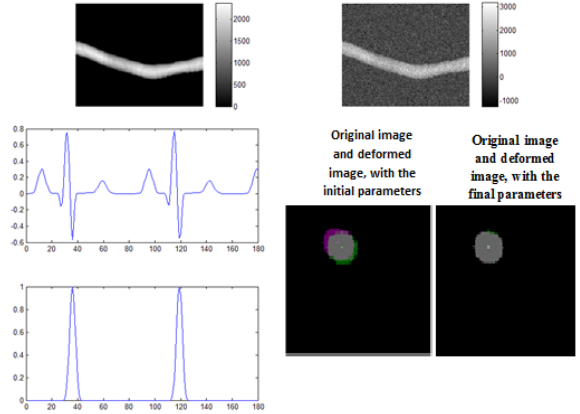 2000
1500
1000
500
0
3000
2000
1000
0
-1000
0.8
0.6
0.4
0.2
0
-0.2
-0.4
-0.6
0 20 40 60 80 100 120 140 160 180
Original image
and deformed
image, with the
initial parameters
Original image
and deformed
image, with the
final parameters
1
0.8
0.6
0.4
0.2
0
0 20 40 60 80 100 120 140 160 180